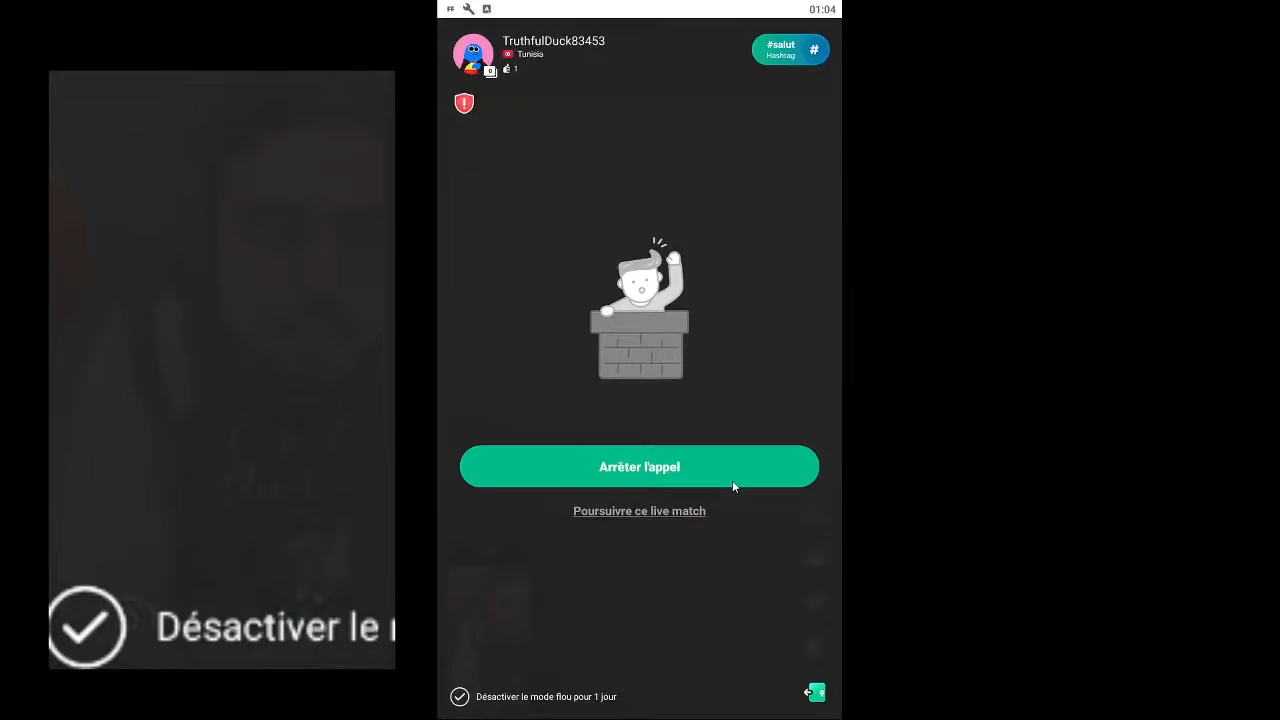 FF A 01:04
TruthfulDuck83453
Tunisia
1
#salut
Hashtag
#
Arrêter l'appel
Poursuivre ce live match
Désactiver le mode flou pour 1 jour
Désactiver le